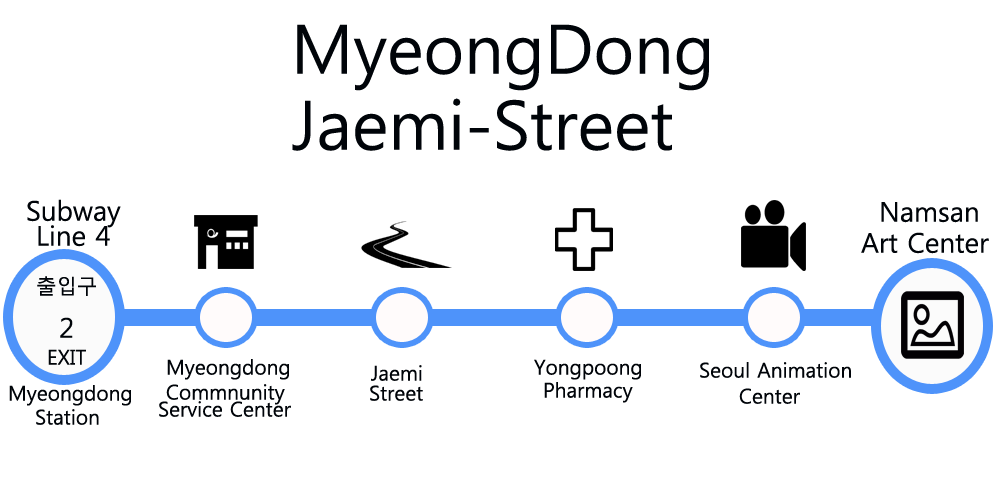 MyeongDong
Jaemi-Street
Subway
Line 4
출입구
2
EXIT
Myeongdong
Station
Myeongdong
Commnunity
Service Center
Jaemi
Street
Yongpoong
Pharmacy
Seoul Animation
Center
Namsan
Art Center